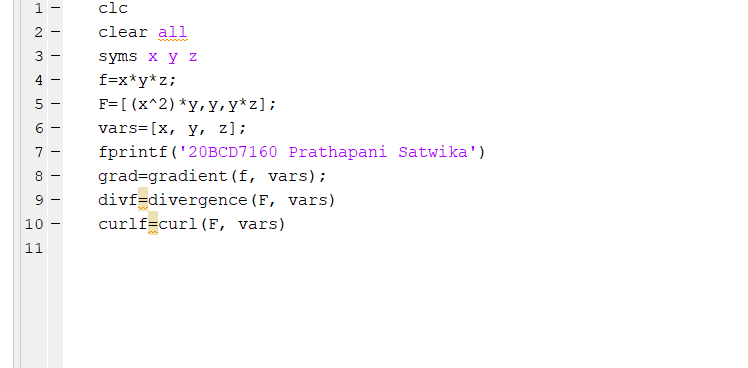 1 – clc
2 – clear all
3 – syms x y z
4 – f=x*y*z;
5 – F=[(x^2)*y,y,y*z];
6 – vars=[x, y, z];
7 – fprintf('20BCD7160 Prathapani Satwika')
8 – grad=gradient(f, vars);
9 – divf=divergence(F, vars)
10 – curlf=curl(F, vars)
11